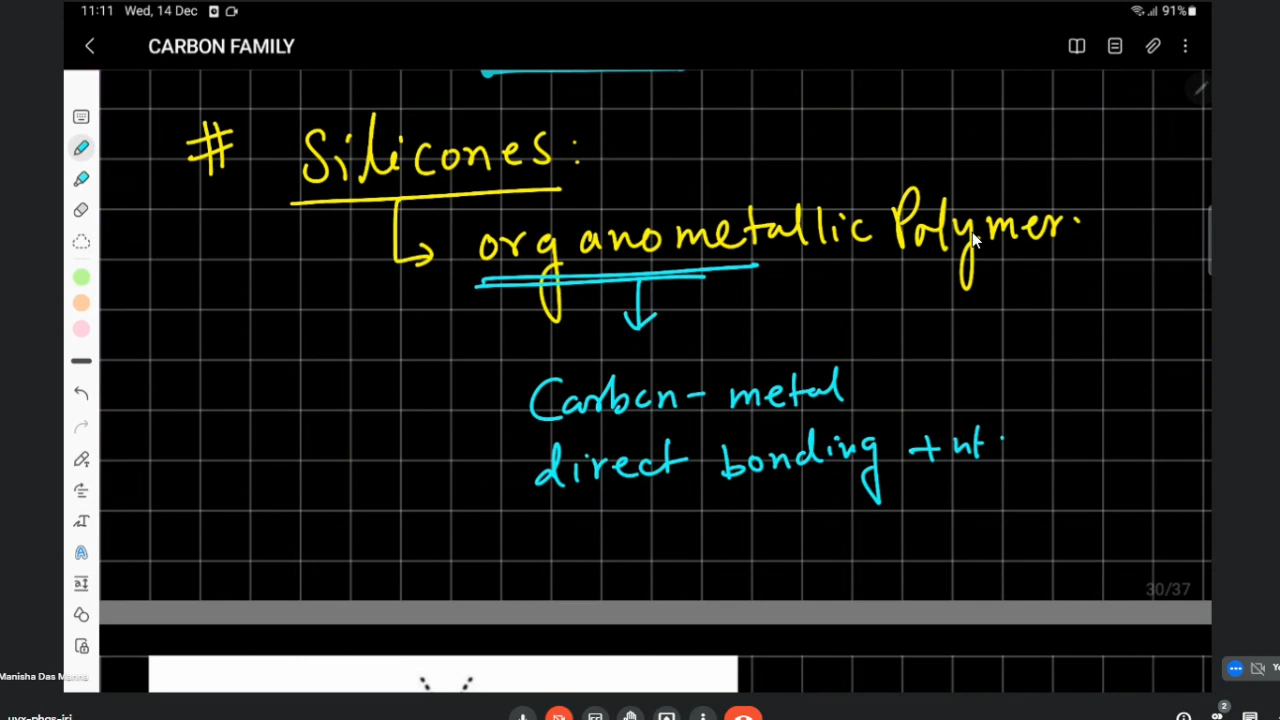 11:11 Wed, 14 Dec
91%
CARBON FAMILY
# Silicones:
organometallic Polymer.
Carbon - metal
direct bonding + nt.
30/37
Manisha Das Manna